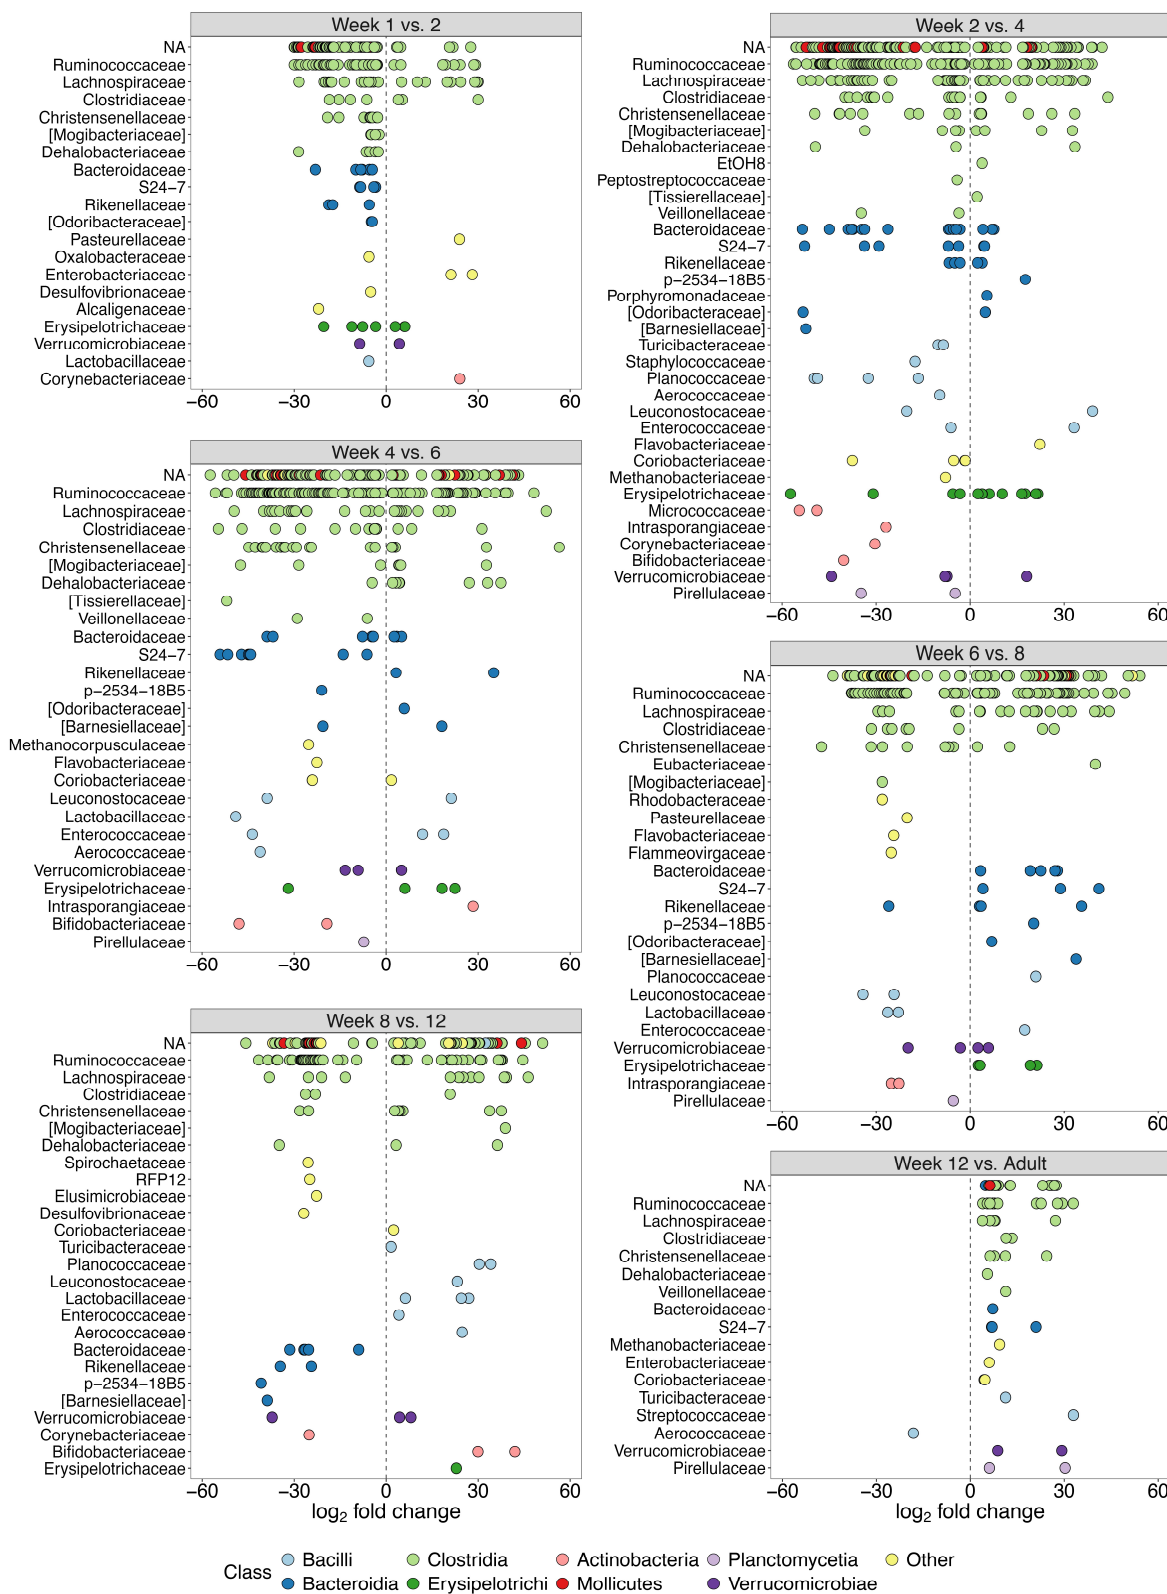 Week 1 vs. 2
NA
Ruminococcaceae
Lachnospiraceae
Clostridiaceae
Christensenellaceae
[Mogibacteriaceae]
Dehalobacteriaceae
Bacteroidaceae
S24−7
Rikenellaceae
[Odoribacteraceae]
Pasteurellaceae
Oxalobacteraceae
Enterobacteriaceae
Desulfovibrionaceae
Alcaligenaceae
Erysipelotrichaceae
Verrucomicrobiaceae
Lactobacillaceae
Corynebacteriaceae
−60 −30 0 30 60
Week 4 vs. 6
NA
Ruminococcaceae
Lachnospiraceae
Clostridiaceae
Christensenellaceae
[Mogibacteriaceae]
Dehalobacteriaceae
[Tissierellaceae]
Veillonellaceae
Bacteroidaceae
S24−7
Rikenellaceae
p−2534−18B5
[Odoribacteraceae]
[Barnesiellaceae]
Methanocorpusculaceae
Flavobacteriaceae
Coriobacteriaceae
Leuconostocaceae
Lactobacillaceae
Enterococcaceae
Aerococcaceae
Verrucomicrobiaceae
Erysipelotrichaceae
Intrasporangiaceae
Bifidobacteriaceae
Pirellulaceae
−60 −30 0 30 60
Week 8 vs. 12
NA
Ruminococcaceae
Lachnospiraceae
Clostridiaceae
Christensenellaceae
[Mogibacteriaceae]
Dehalobacteriaceae
Spirochaetaceae
RFP12
Elusimicrobiaceae
Desulfovibrionaceae
Coriobacteriaceae
Turicibacteraceae
Planococcaceae
Leuconostocaceae
Lactobacillaceae
Enterococcaceae
Aerococcaceae
Bacteroidaceae
Rikenellaceae
p−2534−18B5
[Barnesiellaceae]
Verrucomicrobiaceae
Corynebacteriaceae
Bifidobacteriaceae
Erysipelotrichaceae
−60 −30 0 30 60
log2 fold change
Week 2 vs. 4
NA
Ruminococcaceae
Lachnospiraceae
Clostridiaceae
Christensenellaceae
[Mogibacteriaceae]
Dehalobacteriaceae
EtOH8
Peptostreptococcaceae
[Tissierellaceae]
Veillonellaceae
Bacteroidaceae
S24−7
Rikenellaceae
p−2534−18B5
Porphyromonadaceae
[Odoribacteraceae]
[Barnesiellaceae]
Turicibacteraceae
Staphylococcaceae
Planococcaceae
Aerococcaceae
Leuconostocaceae
Enterococcaceae
Flavobacteriaceae
Coriobacteriaceae
Methanobacteriaceae
Erysipelotrichaceae
Micrococcaceae
Intrasporangiaceae
Corynebacteriaceae
Bifidobacteriaceae
Verrucomicrobiaceae
Pirellulaceae
−60 −30 0 30 60
Week 6 vs. 8
NA
Ruminococcaceae
Lachnospiraceae
Clostridiaceae
Christensenellaceae
Eubacteriaceae
[Mogibacteriaceae]
Rhodobacteraceae
Pasteurellaceae
Flavobacteriaceae
Flammeovirgaceae
Bacteroidaceae
S24−7
Rikenellaceae
p−2534−18B5
[Odoribacteraceae]
[Barnesiellaceae]
Planococcaceae
Leuconostocaceae
Lactobacillaceae
Enterococcaceae
Verrucomicrobiaceae
Erysipelotrichaceae
Intrasporangiaceae
Pirellulaceae
−60 −30 0 30 60
Week 12 vs. Adult
NA
Ruminococcaceae
Lachnospiraceae
Clostridiaceae
Christensenellaceae
Dehalobacteriaceae
Veillonellaceae
Bacteroidaceae
S24−7
Methanobacteriaceae
Enterobacteriaceae
Coriobacteriaceae
Turicibacteraceae
Streptococcaceae
Aerococcaceae
Verrucomicrobiaceae
Pirellulaceae
−60 −30 0 30 60
log2 fold change
Class
Bacilli Clostridia Actinobacteria Planctomycetia Other
Bacteroidia Erysipelotrichi Mollicutes Verrucomicrobiae